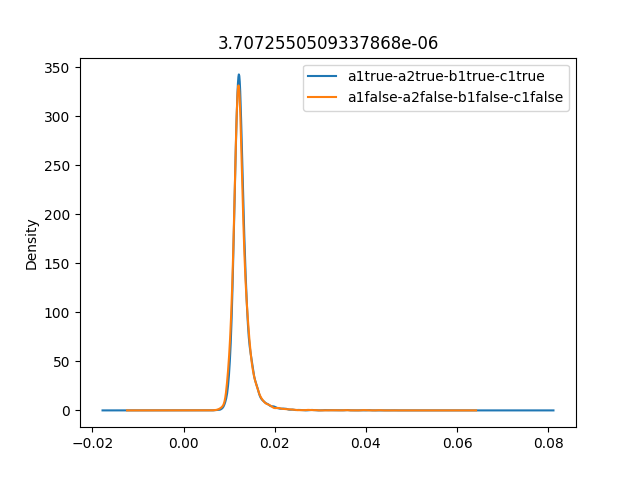 3.7072550509337868e-06
a1true-a2true-b1true-c1true
a1false-a2false-b1false-c1false
Density
350
300
250
200
150
100
50
0
−0.02 0.00 0.02 0.04 0.06 0.08